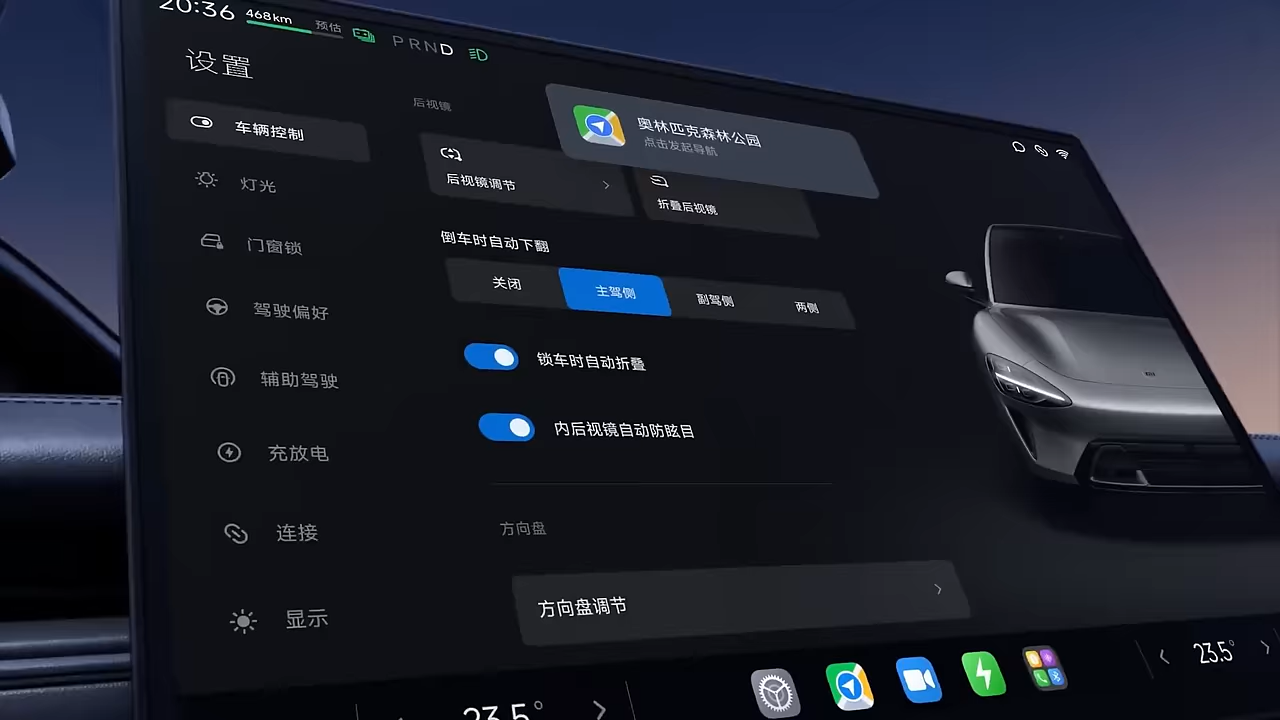 20:36 468km 预估 PRND
设置
车辆控制
灯光
门窗锁
驾驶偏好
辅助驾驶
充放电
连接
显示
后视镜
奥林匹克森林公园
点击发起导航
后视镜调节
折叠后视镜
倒车时自动下翻
关闭 主驾侧 副驾侧 两侧
锁车时自动折叠
内后视镜自动防眩目
方向盘
方向盘调节
23.5°
23.5°